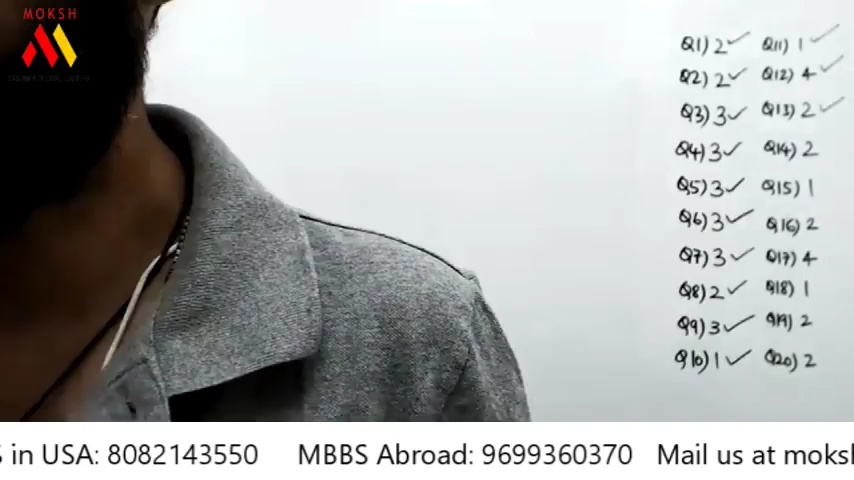 MOKSH
Q1) 2 ✓ Q11) 1 ✓
Q2) 2 ✓ Q12) 4 ✓
Q3) 3 ✓ Q13) 2 ✓
Q4) 3 ✓ Q14) 2
Q5) 3 ✓ Q15) 1
Q6) 3 ✓ Q16) 2
Q7) 3 ✓ Q17) 4
Q8) 2 ✓ Q18) 1
Q9) 3 ✓ Q19) 2
Q10) 1 ✓ Q20) 2
S in USA: 8082143550 MBBS Abroad: 9699360370 Mail us at moksh